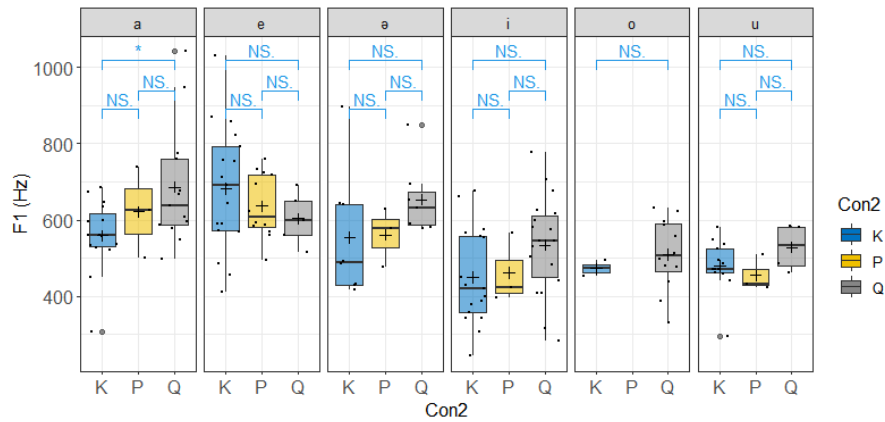 a e ə i o u
* NS. NS. NS. NS. NS.
NS. NS. NS. NS. NS.
NS. NS. NS. NS. NS.
1000
800
600
400
F1 (Hz)
K P Q K P Q K P Q K P Q K P Q K P Q
Con2
Con2
K
P
Q